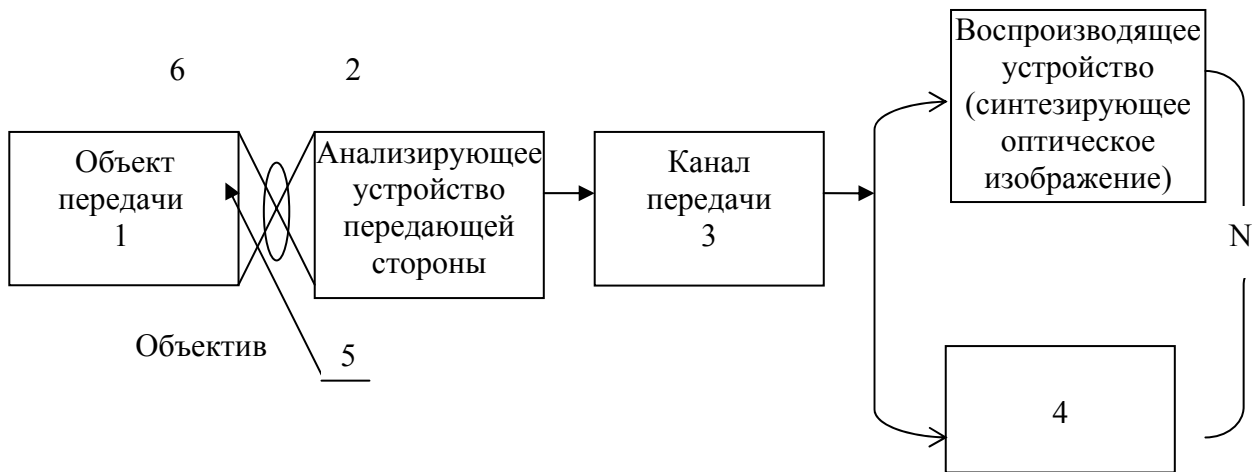 6
2
Объект
передачи
1
Анализирующее
устройство
передающей
стороны
Канал
передачи
3
Воспроизводящее
устройство
(синтезирующее
оптическое
изображение)
N
Объектив
5
4